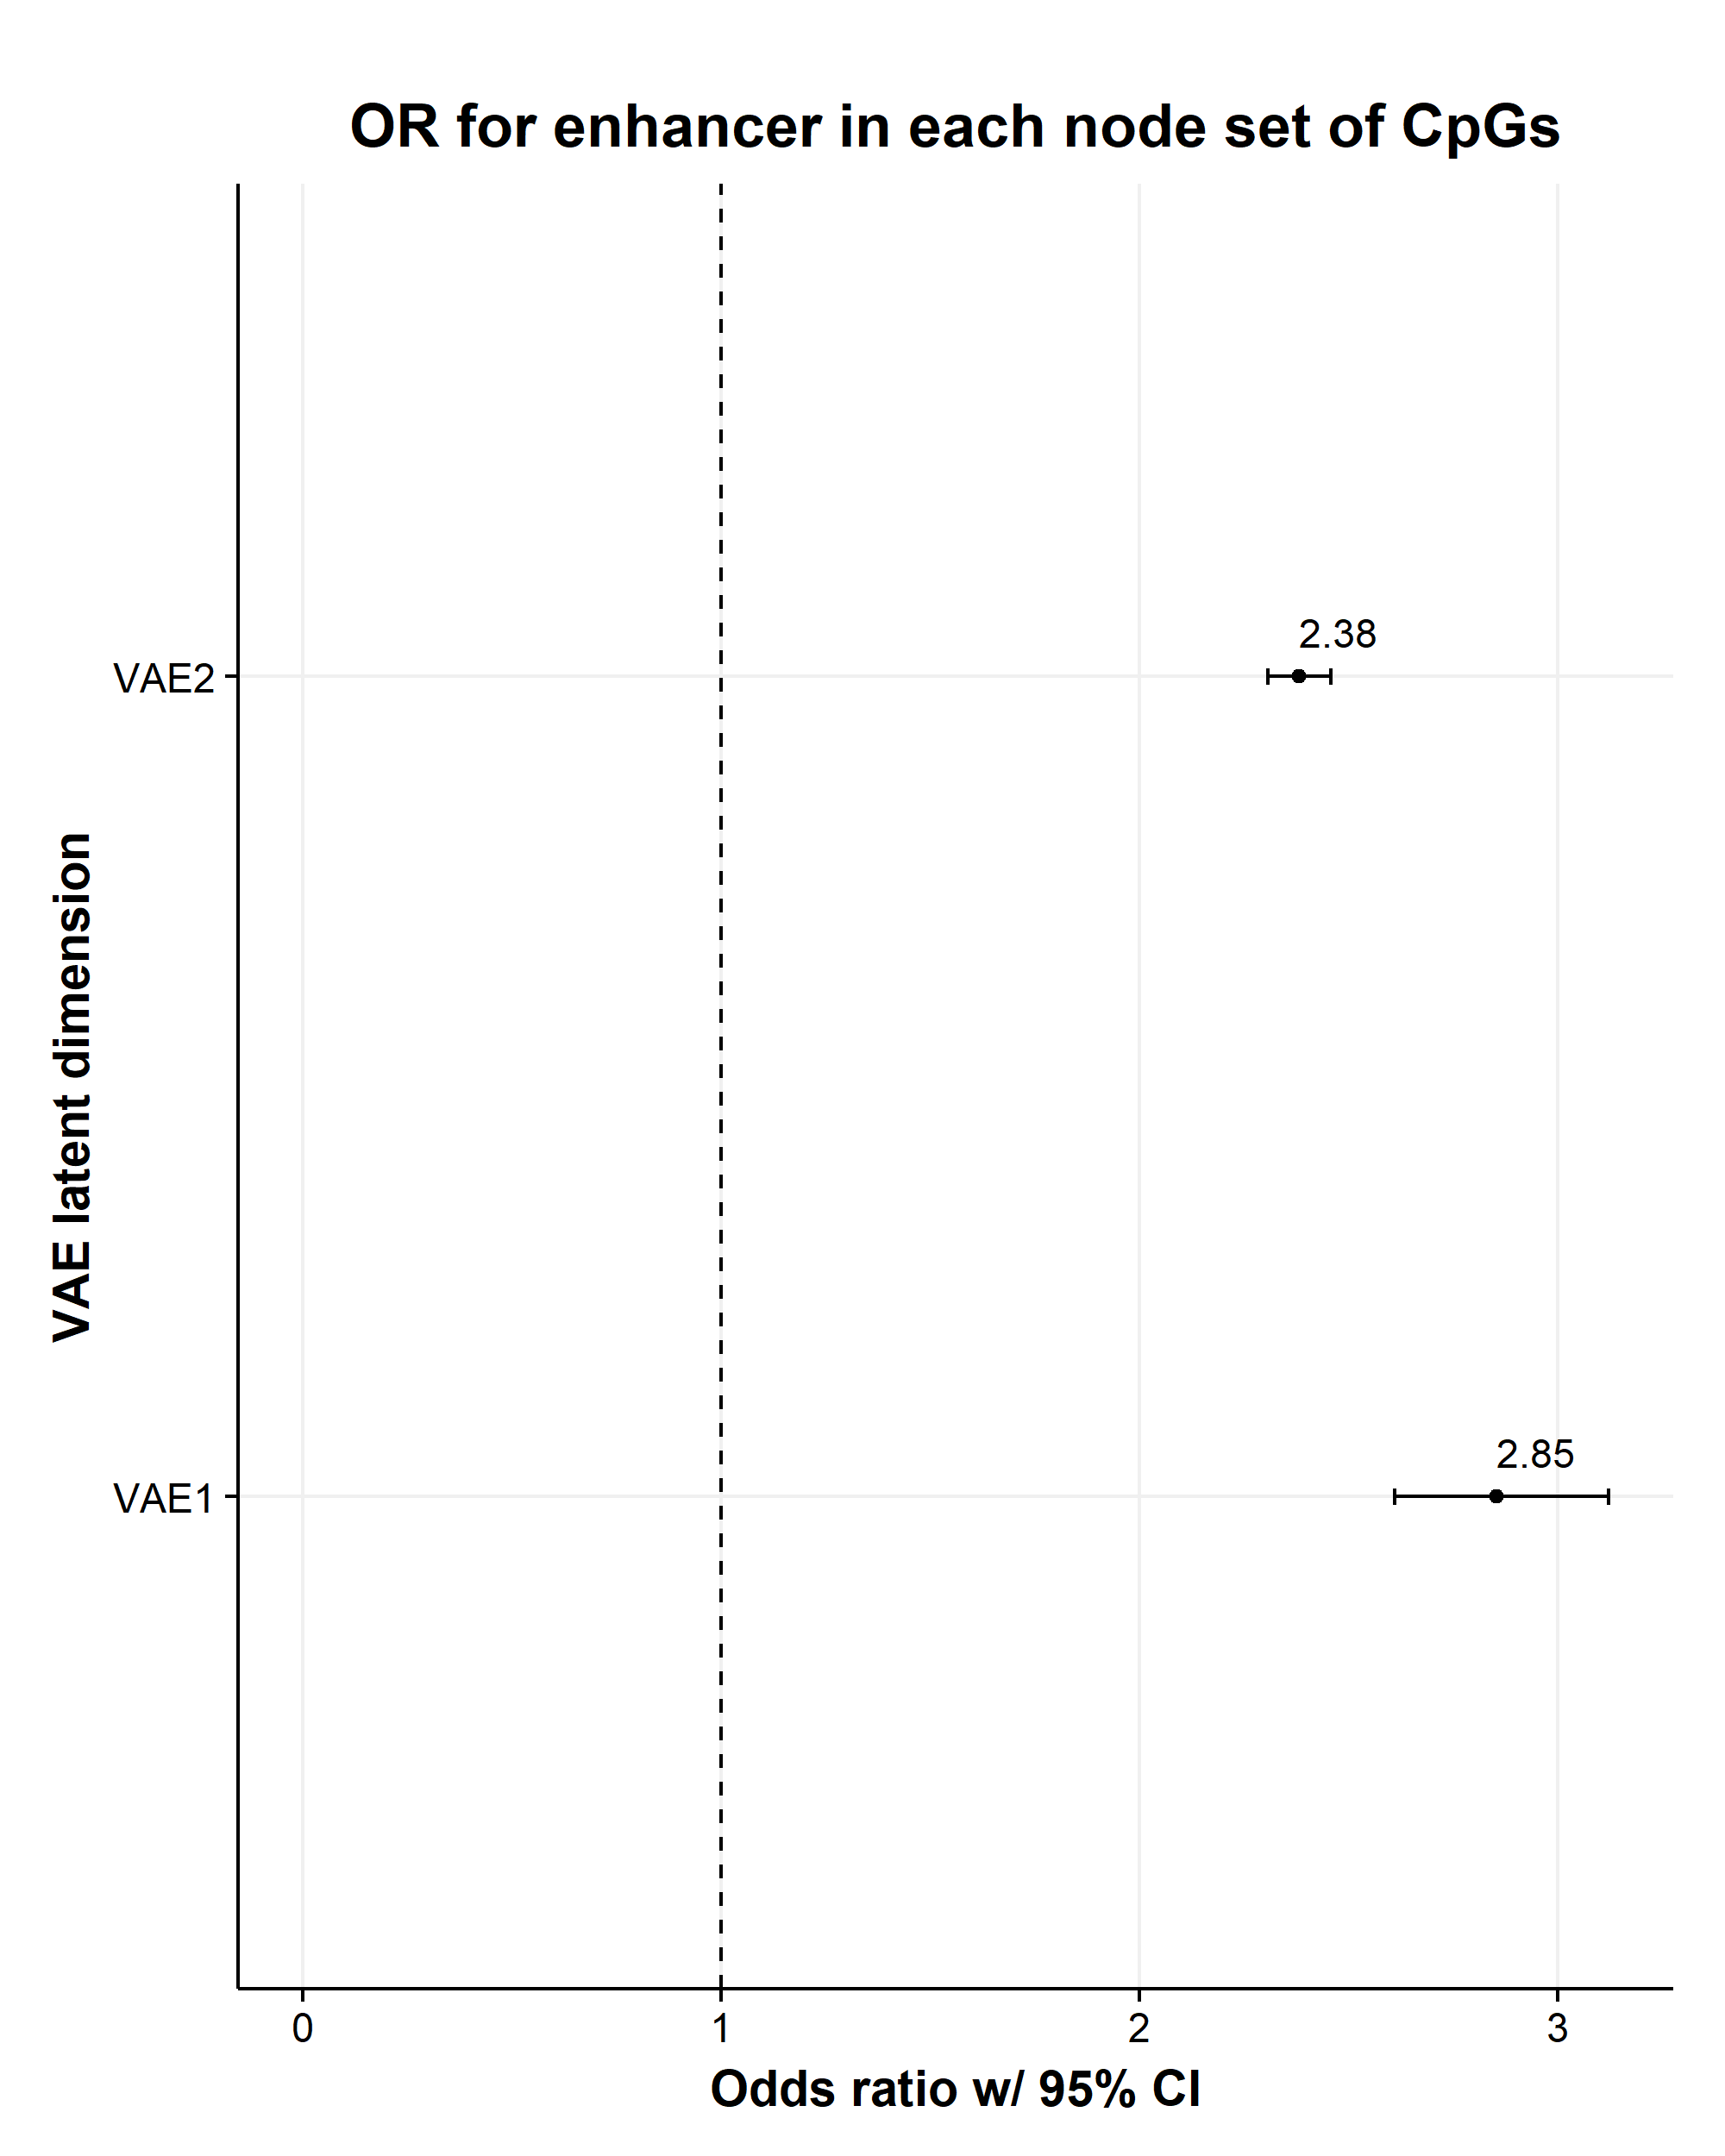 OR for enhancer in each node set of CpGs
VAE latent dimension
VAE2
2.38
VAE1
2.85
0 1 2 3
Odds ratio w/ 95% CI